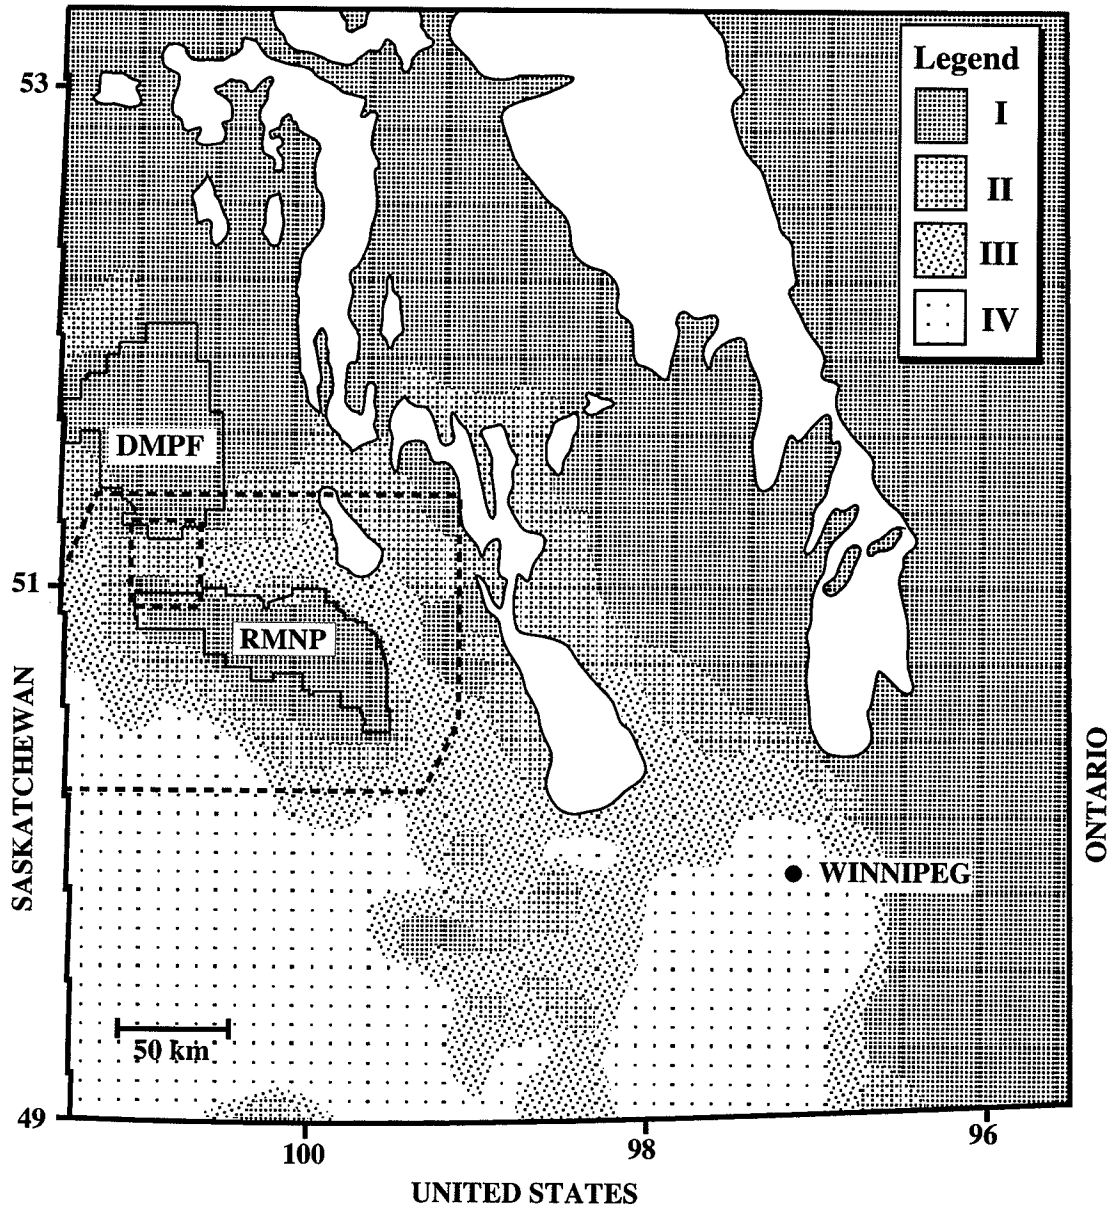 Legend
I
II
III
IV
53
51
49
DMPF
RMNP
SASKATCHEWAN
ONTARIO
WINNIPEG
50 km
100
98
96
UNITED STATES